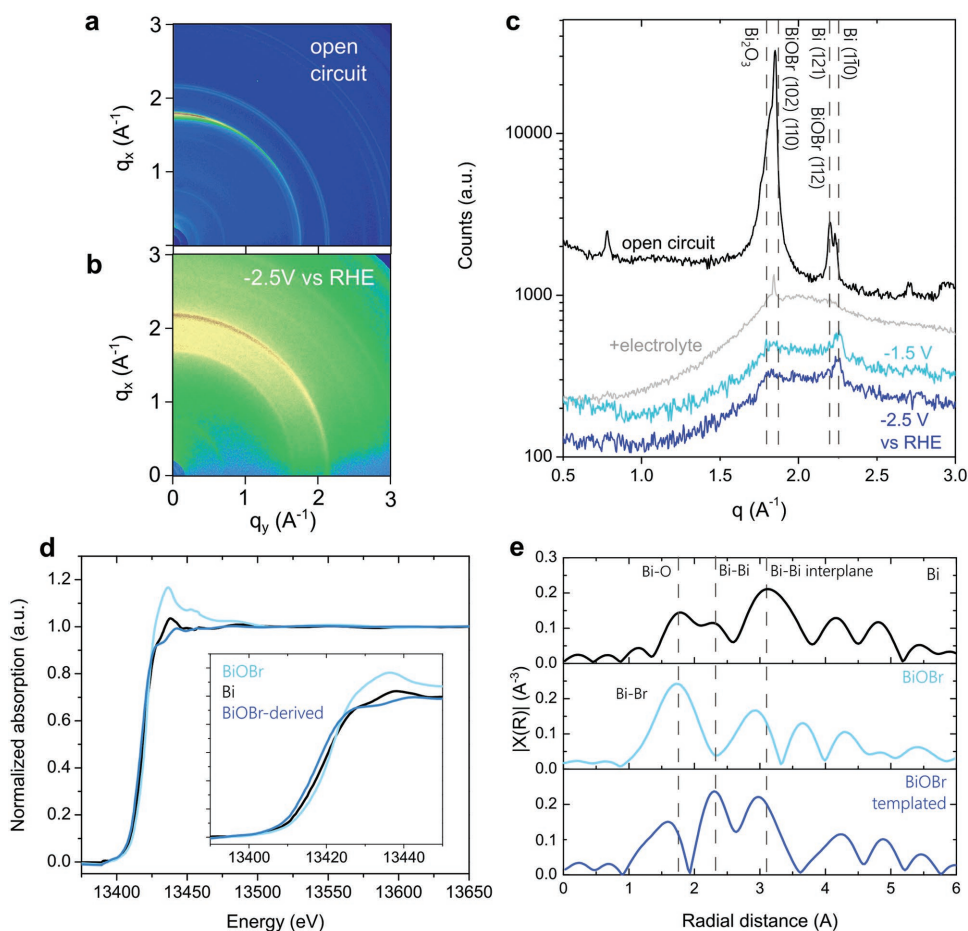 a
open
circuit
3
2
1
0
qx (A⁻¹)
b
-2.5V vs RHE
3
2
1
0
qx (A⁻¹)
0 1 2 3
qy (A⁻¹)
c
Bi2O3
BiOBr (102) (110)
Bi (121)
BiOBr (112)
Bi (11̅0)
open circuit
+electrolyte
-1.5 V
-2.5 V
vs RHE
10000
1000
100
Counts (a.u.)
0.5 1.0 1.5 2.0 2.5 3.0
q (A⁻¹)
d
1.2
1.0
0.8
0.6
0.4
0.2
0.0
Normalized absorption (a.u.)
BiOBr
Bi
BiOBr-derived
13400 13420 13440
13400 13450 13500 13550 13600 13650
Energy (eV)
e
Bi-O
Bi-Bi
Bi-Bi interplane
Bi
0.3
0.2
0.1
0.0
BiOBr
Bi-Br
0.2
0.1
0.0
BiOBr
templated
0.2
0.1
0.0
|X(R)| (A⁻³)
0 1 2 3 4 5 6
Radial distance (A)